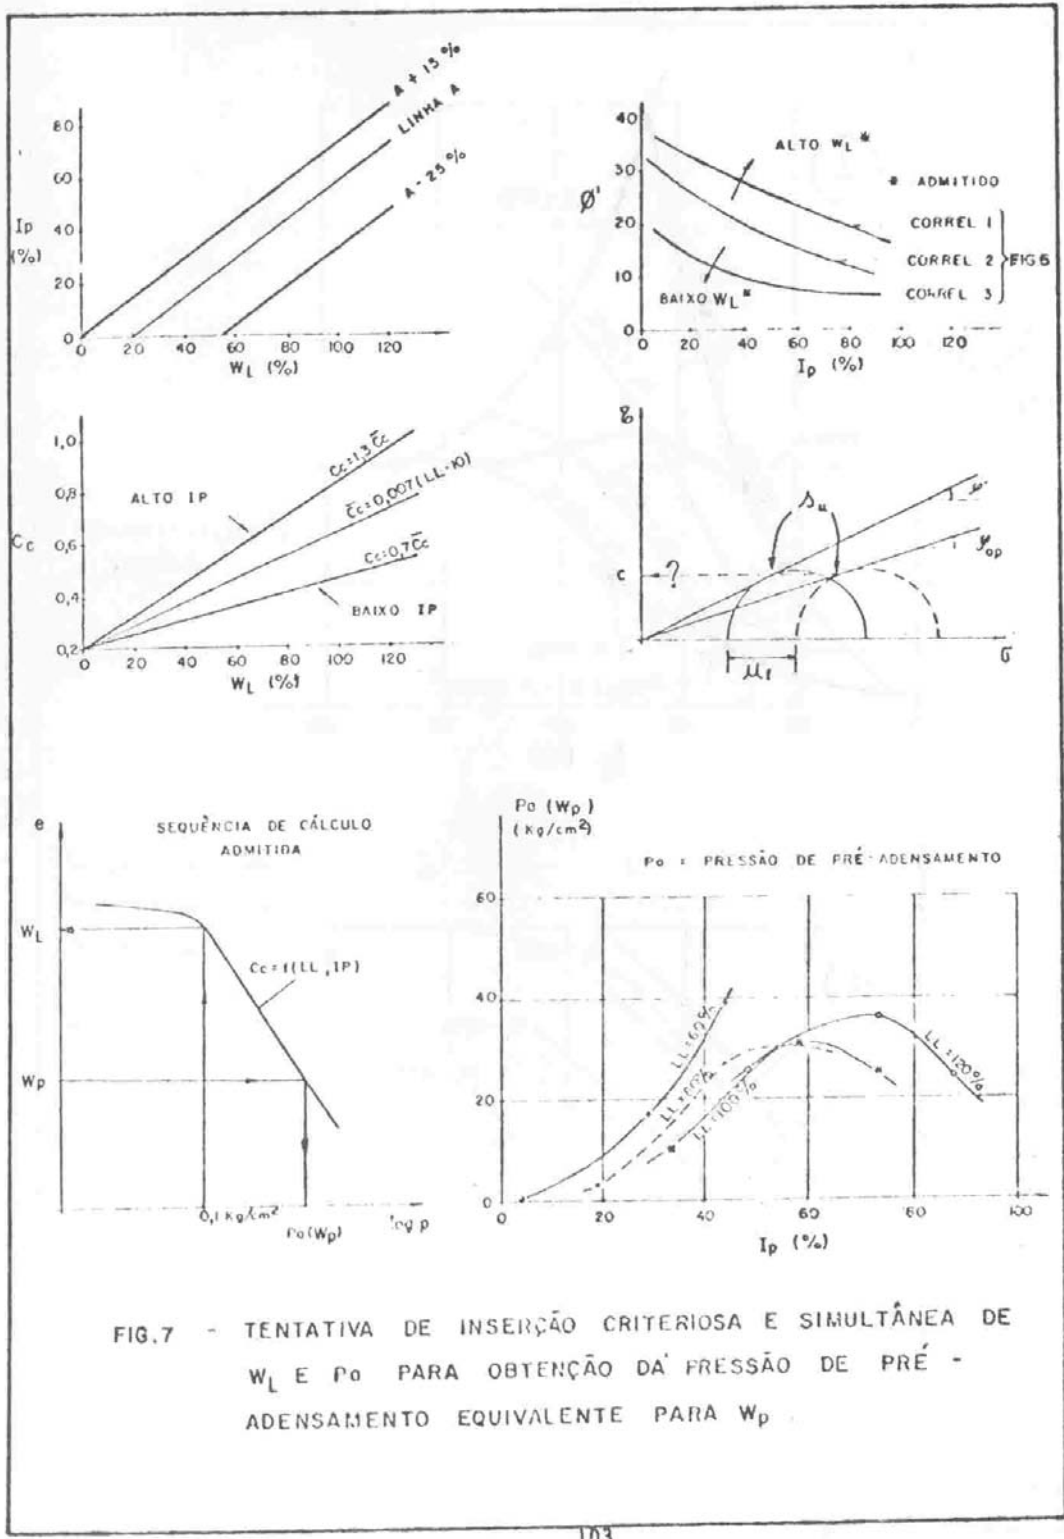 A + 15 %
LINHA A
A - 25 %
80
60
40
20
0
Ip
(%)
0 20 40 60 80 100 120
WL (%)
40
30
20
10
0
Ø'
ALTO WL *
* ADMITIDO
CORREL 1
CORREL 2
CORREL 3
FIG 5
BAIXO WL *
20 40 60 80 100 120
Ip (%)
1,0
0,8
0,6
0,4
0,2
Cc
Cc=1,3 C̄c
C̄c=0,007(LL-10)
Cc=0,7C̄c
ALTO IP
BAIXO IP
0 20 40 60 80 100 120
WL (%)
su
φ'
φop
c
?
σ
μf
e
SEQUÊNCIA DE CÁLCULO
ADMITIDA
WL
Cc=f(LL,IP)
Wp
0,1 Kg/cm²
Pa(Wp)
log p
Pa (Wp)
(Kg/cm²)
Pa = PRESSÃO DE PRÉ-ADENSAMENTO
60
40
20
0
LL=60%
LL=80%
LL=100%
LL=120%
0 20 40 60 80 100
Ip (%)
FIG.7 - TENTATIVA DE INSERÇÃO CRITERIOSA E SIMULTÂNEA DE
WL E Pa PARA OBTENÇÃO DA PRESSÃO DE PRÉ -
ADENSAMENTO EQUIVALENTE PARA Wp
103